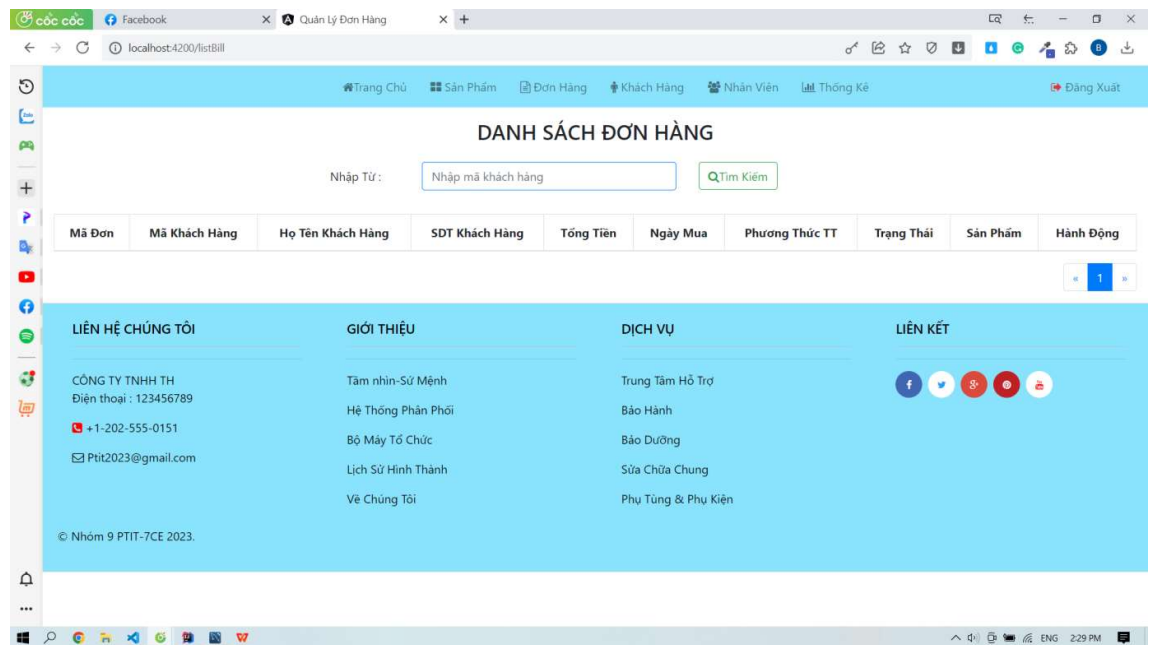 cốc cốc
Facebook
Quản Lý Đơn Hàng
localhost:4200/listBill
Trang Chủ
Sản Phẩm
Đơn Hàng
Khách Hàng
Nhân Viên
Thống Kê
Đăng Xuất
DANH SÁCH ĐƠN HÀNG
Nhập Từ :
Nhập mã khách hàng
Tìm Kiếm
Mã Đơn
Mã Khách Hàng
Họ Tên Khách Hàng
SDT Khách Hàng
Tổng Tiền
Ngày Mua
Phương Thức TT
Trạng Thái
Sản Phẩm
Hành Động
« 1 »
LIÊN HỆ CHÚNG TÔI
CÔNG TY TNHH TH
Điện thoại : 123456789
+1-202-555-0151
Ptit2023@gmail.com
GIỚI THIỆU
Tầm nhìn-Sứ Mệnh
Hệ Thống Phân Phối
Bộ Máy Tổ Chức
Lịch Sử Hình Thành
Về Chúng Tôi
DỊCH VỤ
Trung Tâm Hỗ Trợ
Bảo Hành
Bảo Dưỡng
Sửa Chữa Chung
Phụ Tùng & Phụ Kiện
LIÊN KẾT
© Nhóm 9 PTIT-7CE 2023.
ENG
2:29 PM